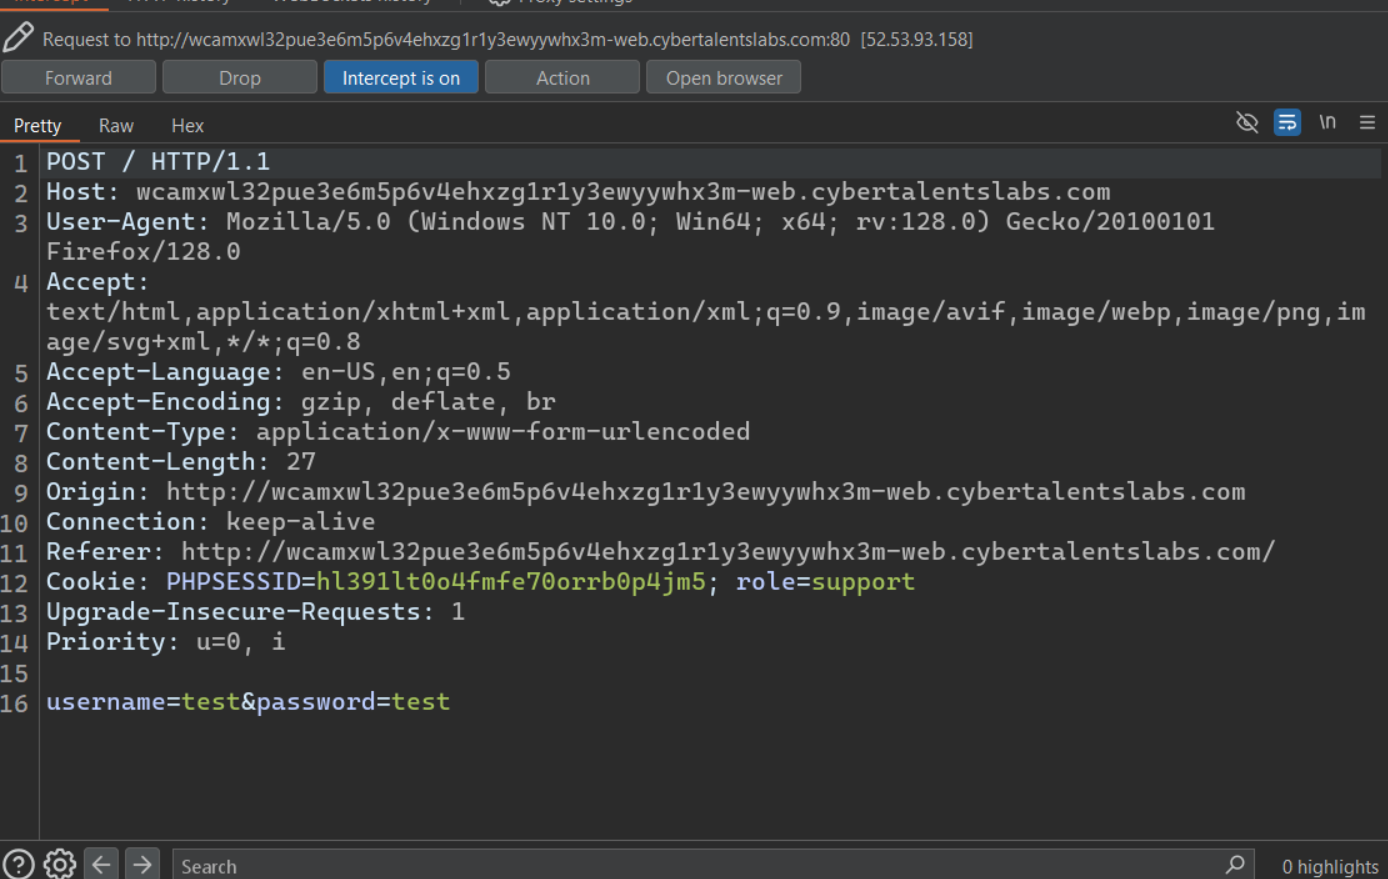 Intercept HTTP history WebSockets history Proxy settings
Request to http://wcamxwl32pue3e6m5p6v4ehxzg1r1y3ewyywhx3m-web.cybertalentslabs.com:80 [52.53.93.158]
Forward Drop Intercept is on Action Open browser
Pretty Raw Hex \n
1 POST / HTTP/1.1
2 Host: wcamxwl32pue3e6m5p6v4ehxzg1r1y3ewyywhx3m-web.cybertalentslabs.com
3 User-Agent: Mozilla/5.0 (Windows NT 10.0; Win64; x64; rv:128.0) Gecko/20100101
Firefox/128.0
4 Accept:
text/html,application/xhtml+xml,application/xml;q=0.9,image/avif,image/webp,image/png,im
age/svg+xml,*/*;q=0.8
5 Accept-Language: en-US,en;q=0.5
6 Accept-Encoding: gzip, deflate, br
7 Content-Type: application/x-www-form-urlencoded
8 Content-Length: 27
9 Origin: http://wcamxwl32pue3e6m5p6v4ehxzg1r1y3ewyywhx3m-web.cybertalentslabs.com
10 Connection: keep-alive
11 Referer: http://wcamxwl32pue3e6m5p6v4ehxzg1r1y3ewyywhx3m-web.cybertalentslabs.com/
12 Cookie: PHPSESSID=hl391lt0o4fmfe70orrb0p4jm5; role=support
13 Upgrade-Insecure-Requests: 1
14 Priority: u=0, i
15
16 username=test&password=test
Search 0 highlights